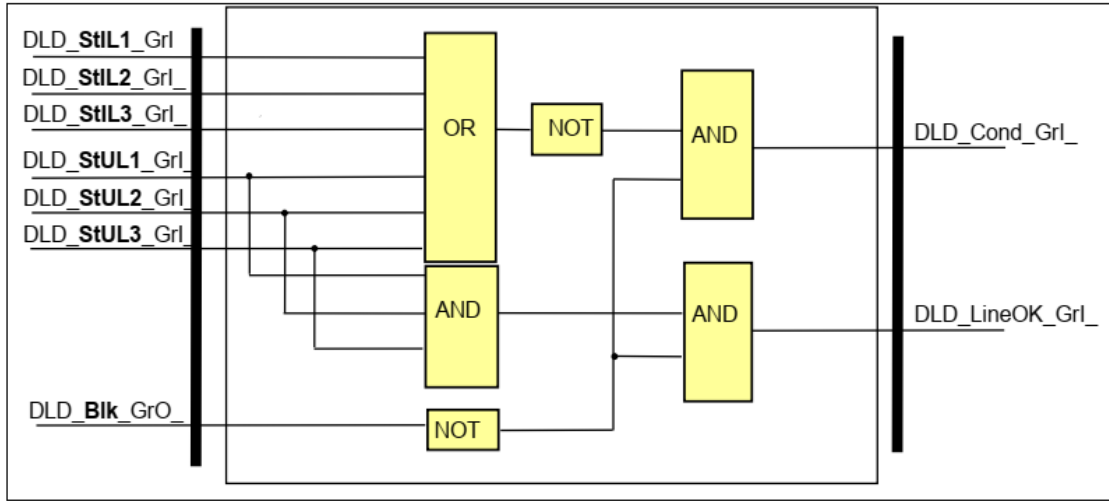 DLD_StIL1_GrI
DLD_StIL2_GrI_
DLD_StIL3_GrI_
DLD_StUL1_GrI_
DLD_StUL2_GrI_
DLD_StUL3_GrI_
DLD_Blk_GrO_
OR
NOT
AND
AND
AND
NOT
DLD_Cond_GrI_
DLD_LineOK_GrI_